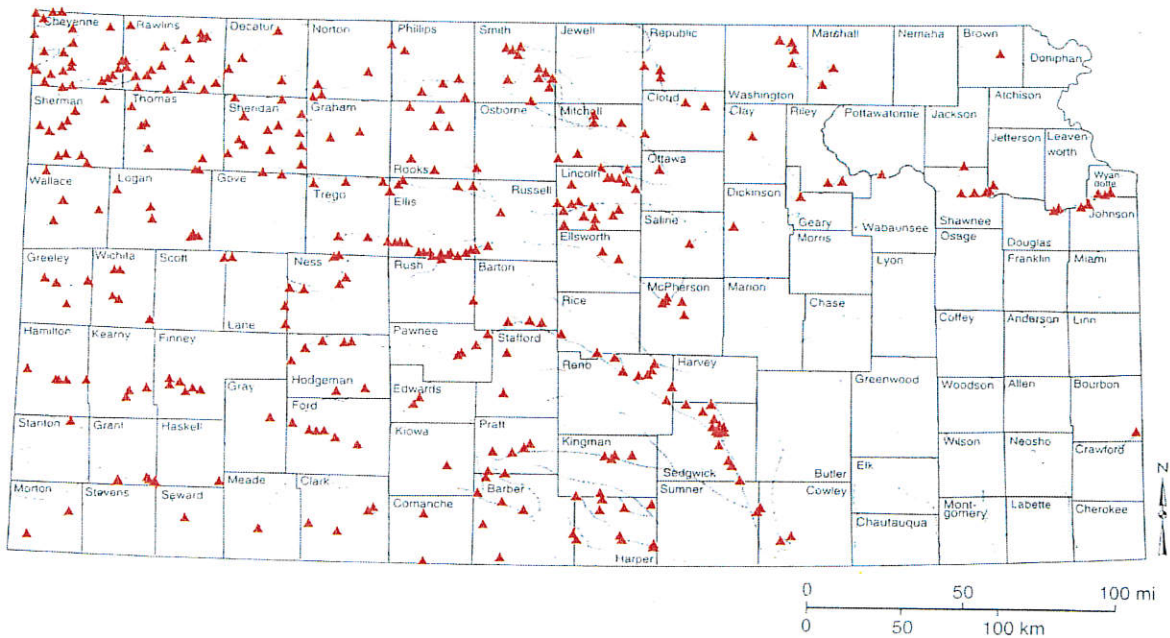 Cheyenne
Rawlins
Decatur
Norton
Phillips
Smith
Jewell
Republic
Washington
Marshall
Nemaha
Brown
Doniphan
Sherman
Thomas
Sheridan
Graham
Rooks
Osborne
Mitchell
Cloud
Clay
Riley
Pottawatomie
Jackson
Atchison
Jefferson
Leaven
worth
Wyan
dotte
Wallace
Logan
Gove
Trego
Ellis
Russell
Lincoln
Ottawa
Saline
Dickinson
Geary
Morris
Wabaunsee
Shawnee
Osage
Douglas
Johnson
Greeley
Wichita
Scott
Lane
Ness
Rush
Barton
Ellsworth
Rice
McPherson
Marion
Chase
Lyon
Franklin
Miami
Hamilton
Kearny
Finney
Gray
Hodgeman
Ford
Pawnee
Edwards
Stafford
Reno
Harvey
Coffey
Anderson
Linn
Stanton
Grant
Haskell
Kiowa
Pratt
Kingman
Sedgwick
Butler
Greenwood
Woodson
Allen
Bourbon
Wilson
Neosho
Crawford
Morton
Stevens
Seward
Meade
Clark
Comanche
Barber
Harper
Sumner
Cowley
Elk
Chautauqua
Mont-
gomery
Labette
Cherokee
N
0 50 100 mi
0 50 100 km